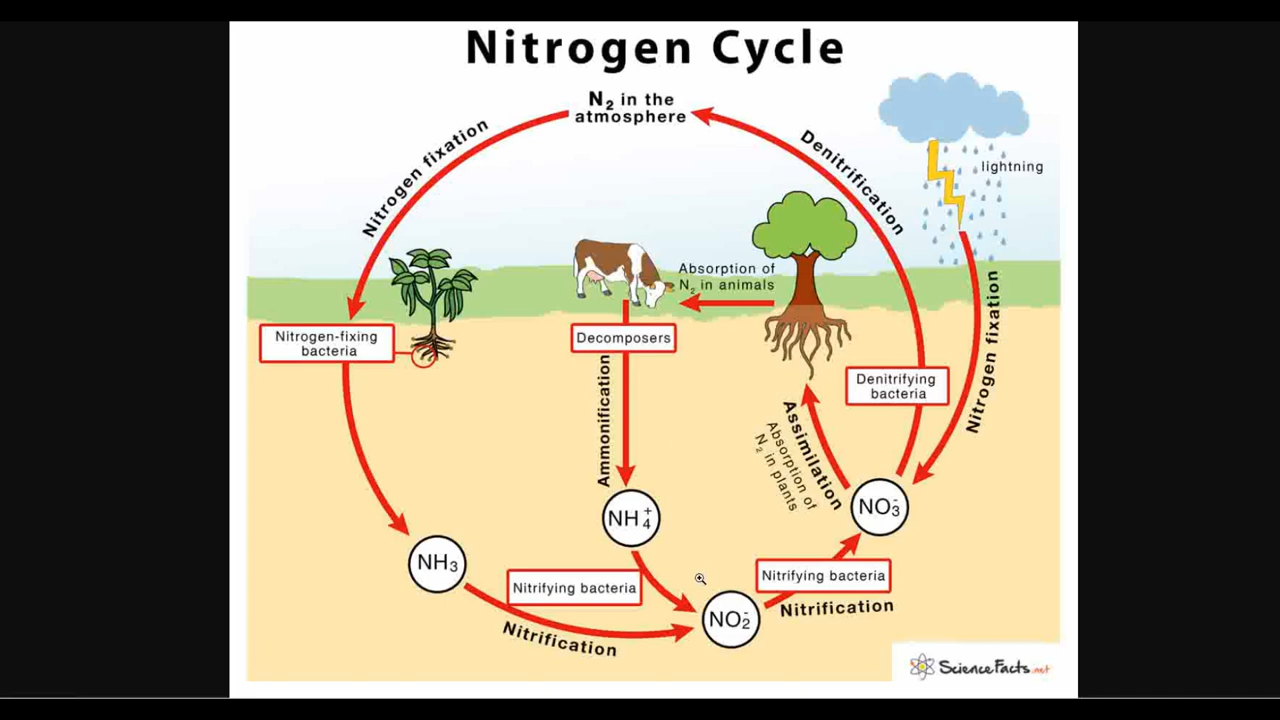 Nitrogen Cycle
N₂ in the
atmosphere
Nitrogen fixation
Denitrification
lightning
Absorption of
N₂ in animals
Nitrogen-fixing
bacteria
Decomposers
Ammonification
Assimilation
Absorption of
N₂ in plants
Denitrifying
bacteria
Nitrogen fixation
NH₄⁺
NO₃⁻
NH₃
Nitrifying bacteria
Nitrification
NO₂⁻
Nitrifying bacteria
Nitrification
ScienceFacts.net